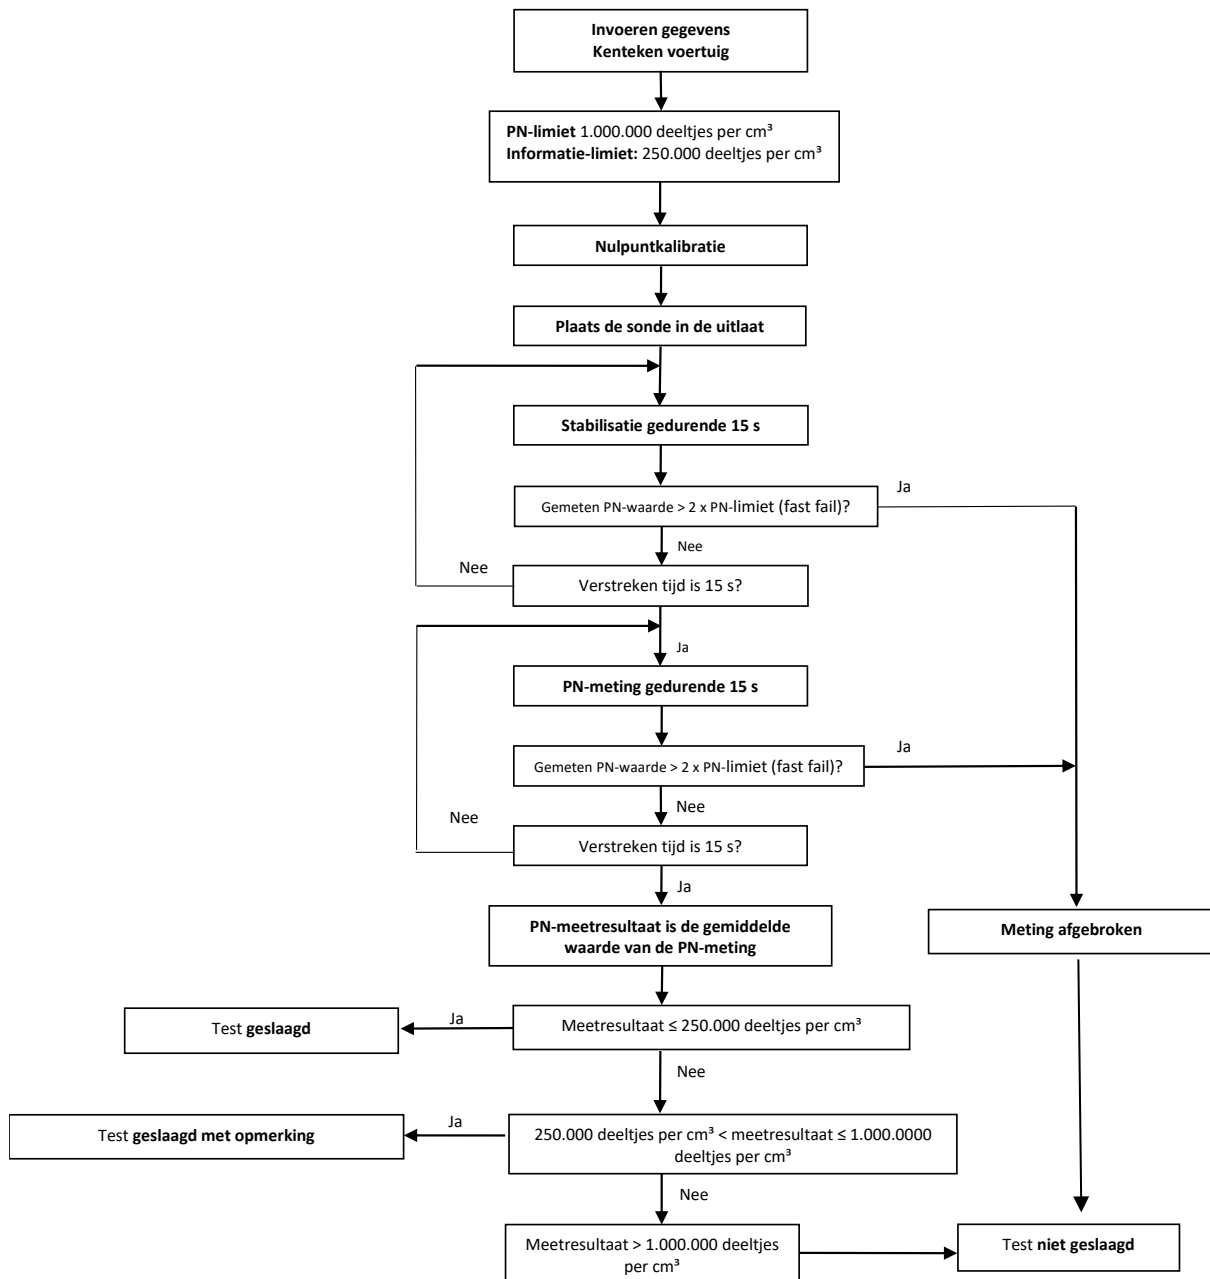 Invoeren gegevens
Kenteken voertuig
PN-limiet 1.000.000 deeltjes per cm³
Informatie-limiet: 250.000 deeltjes per cm³
Nulpuntkalibratie
Plaats de sonde in de uitlaat
Stabilisatie gedurende 15 s
Gemeten PN-waarde > 2 x PN-limiet (fast fail)?
Ja
Nee
Nee
Verstreken tijd is 15 s?
Ja
PN-meting gedurende 15 s
Gemeten PN-waarde > 2 x PN-limiet (fast fail)?
Ja
Nee
Nee
Verstreken tijd is 15 s?
Ja
PN-meetresultaat is de gemiddelde
waarde van de PN-meting
Meting afgebroken
Test geslaagd
Ja
Meetresultaat ≤ 250.000 deeltjes per cm³
Nee
Test geslaagd met opmerking
Ja
250.000 deeltjes per cm³ < meetresultaat ≤ 1.000.0000
deeltjes per cm³
Nee
Meetresultaat > 1.000.000 deeltjes
per cm³
Test niet geslaagd